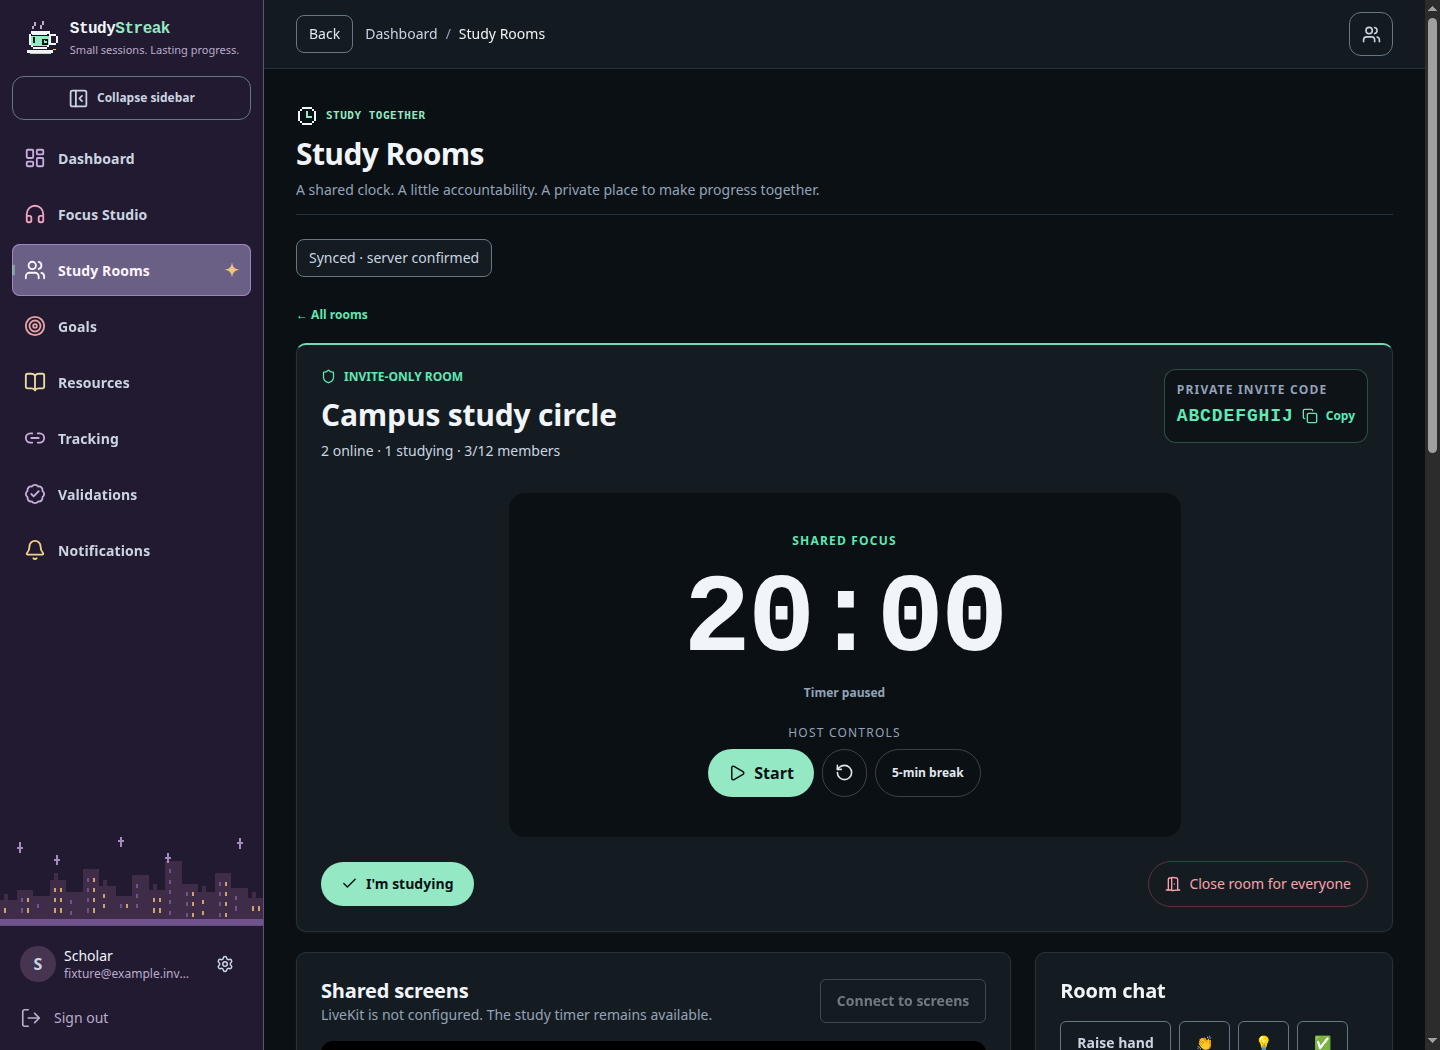 StudyStreak
Small sessions. Lasting progress.
Collapse sidebar
Dashboard
Focus Studio
Study Rooms
Goals
Resources
Tracking
Validations
Notifications
S
Scholar
fixture@example.inv...
Sign out
Back
Dashboard / Study Rooms
STUDY TOGETHER
Study Rooms
A shared clock. A little accountability. A private place to make progress together.
Synced · server confirmed
← All rooms
INVITE-ONLY ROOM
Campus study circle
2 online · 1 studying · 3/12 members
PRIVATE INVITE CODE
ABCDEFGHIJ Copy
SHARED FOCUS
20:00
Timer paused
HOST CONTROLS
Start
5-min break
I'm studying
Close room for everyone
Shared screens
LiveKit is not configured. The study timer remains available.
Connect to screens
Room chat
Raise hand 👏 💡 ✅